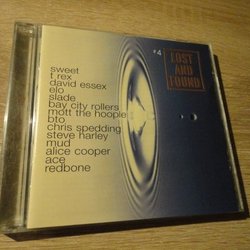 #4
LOST
AND
FOUND
sweet
t rex
david essex
elo
slade
bay city rollers
mott the hoople
bto
chris spedding
steve harley
mud
alice cooper
ace
redbone